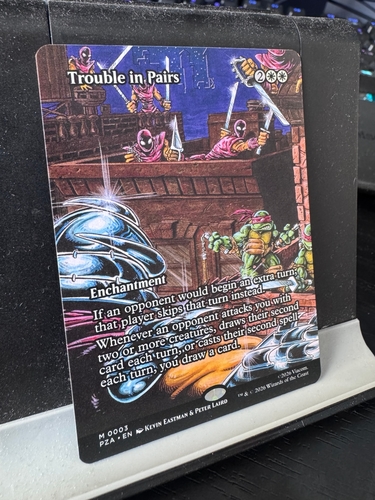 Trouble in Pairs 2
Enchantment
If an opponent would begin an extra turn,
that player skips that turn instead.
Whenever an opponent attacks you with
two or more creatures, draws their second
card each turn, or casts their second spell
each turn, you draw a card.
M 0003
PZA • EN Kevin Eastman & Peter Laird
© 2026 Viacom.
™ & © 2026 Wizards of the Coast